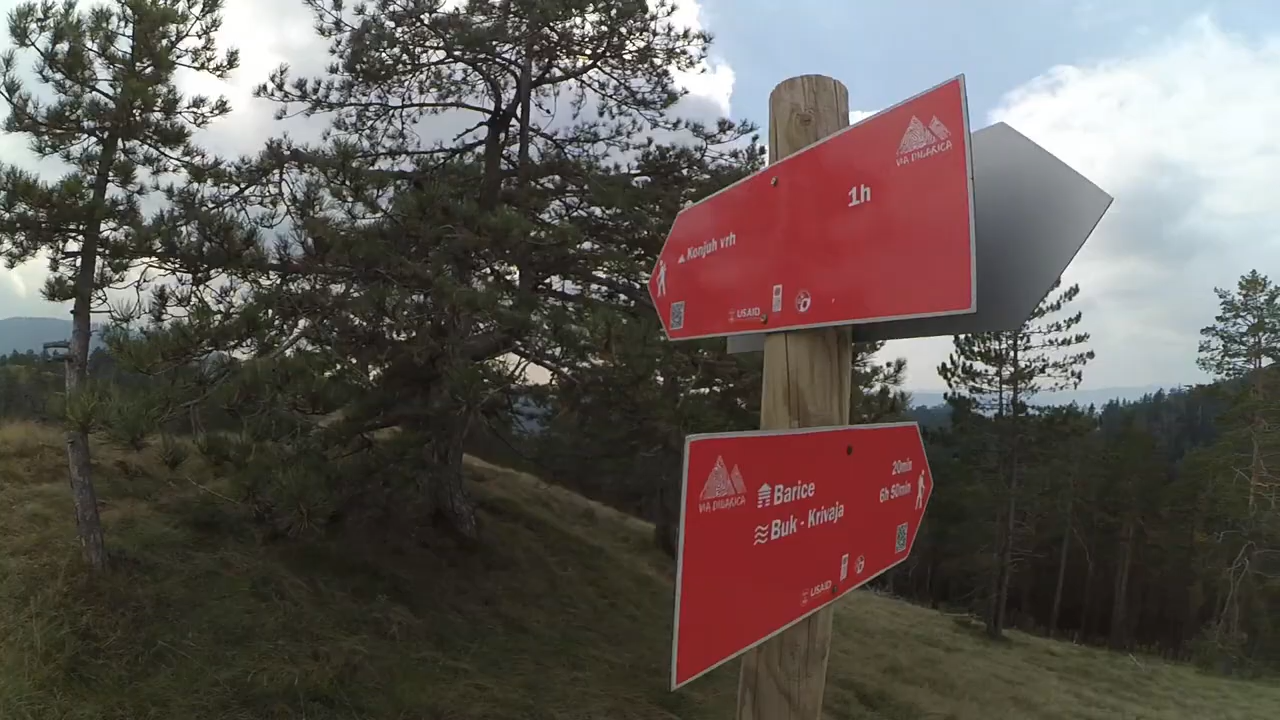 VIA DINARICA
1h
Konjuh vrh
USAID
VIA DINARICA
Barice
20min
Buk - Krivaja
6h 50min
USAID